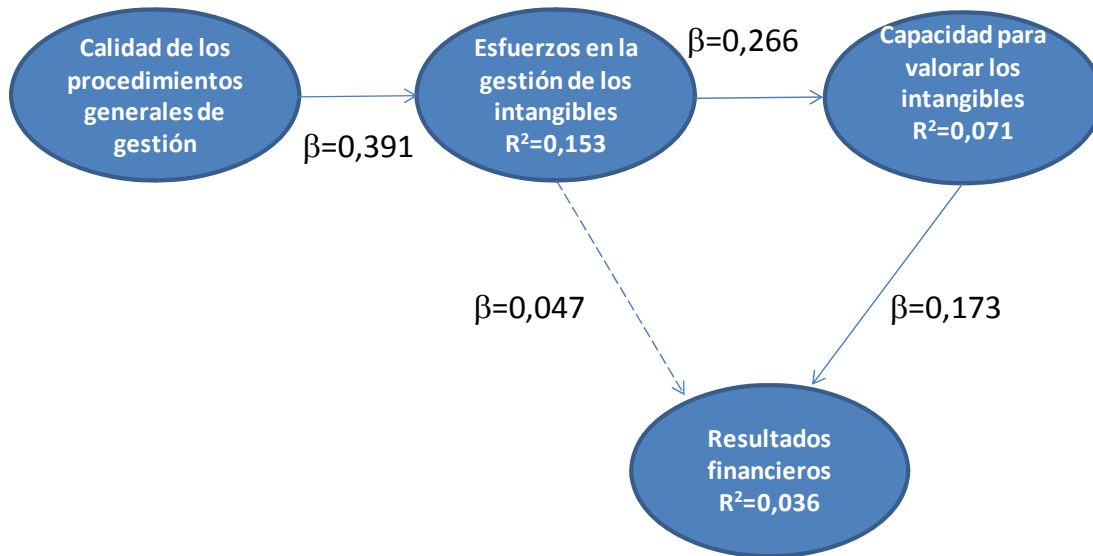 Calidad de los
procedimientos
generales de
gestión
β=0,391
Esfuerzos en la
gestión de los
intangibles
R²=0,153
β=0,266
Capacidad para
valorar los
intangibles
R²=0,071
β=0,047
β=0,173
Resultados
financieros
R²=0,036